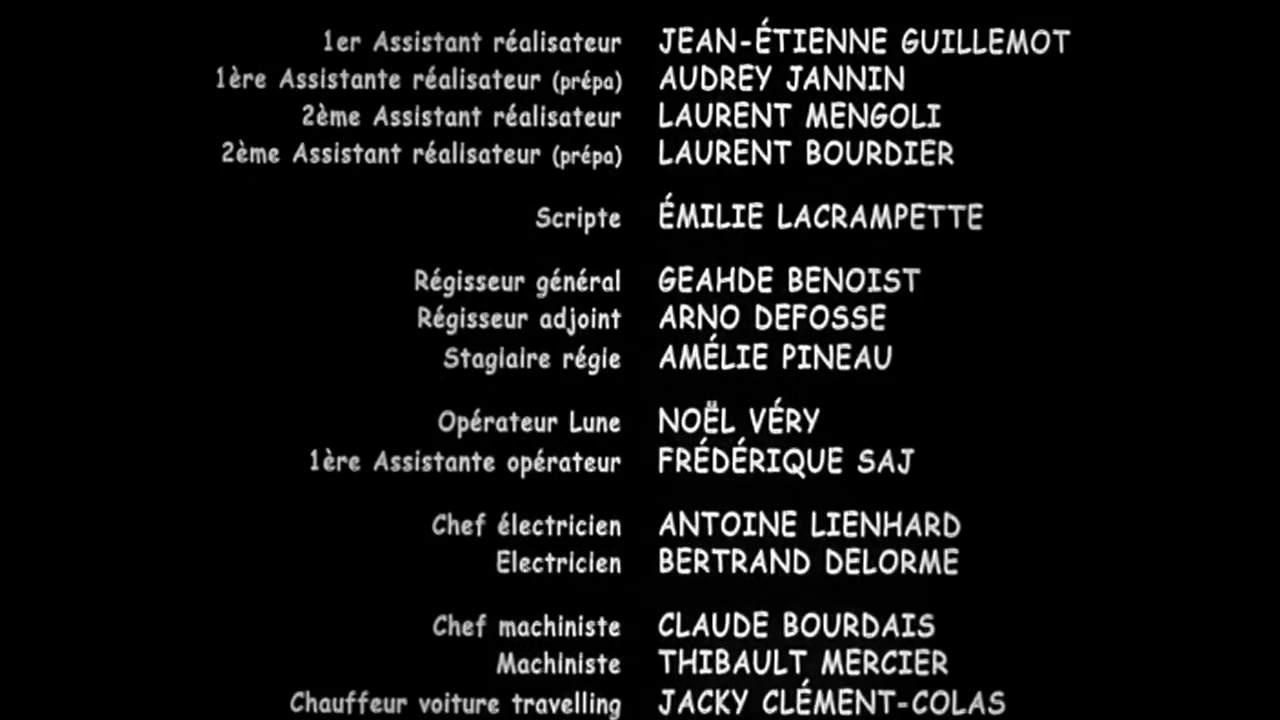 1er Assistant réalisateur JEAN-ÉTIENNE GUILLEMOT
1ère Assistante réalisateur (prépa) AUDREY JANNIN
2ème Assistant réalisateur LAURENT MENGOLI
2ème Assistant réalisateur (prépa) LAURENT BOURDIER
Scripte ÉMILIE LACRAMPETTE
Régisseur général GEAHDE BENOIST
Régisseur adjoint ARNO DEFOSSE
Stagiaire régie AMÉLIE PINEAU
Opérateur Lune NOËL VÉRY
1ère Assistante opérateur FRÉDÉRIQUE SAJ
Chef électricien ANTOINE LIENHARD
Electricien BERTRAND DELORME
Chef machiniste CLAUDE BOURDAIS
Machiniste THIBAULT MERCIER
Chauffeur voiture travelling JACKY CLÉMENT-COLAS